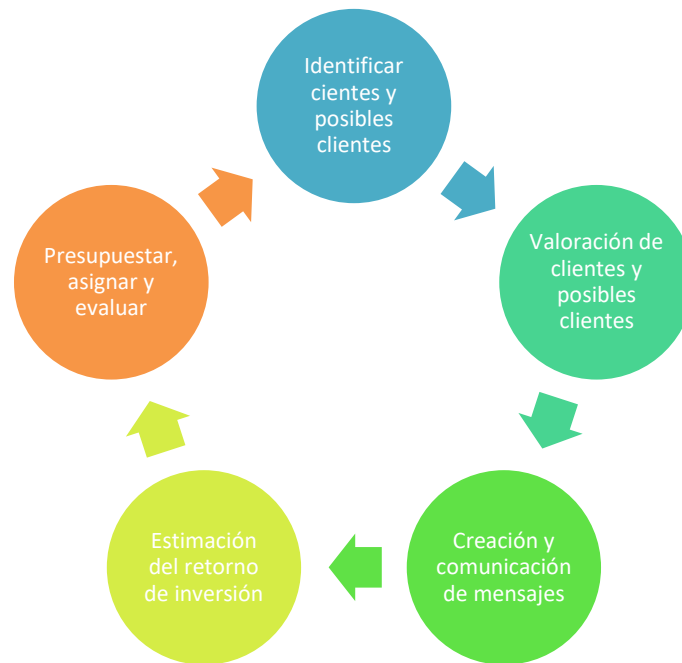 Identificar
cientes y
posibles
clientes
Valoración de
clientes y
posibles
clientes
Creación y
comunicación
de mensajes
Estimación
del retorno
de inversión
Presupuestar,
asignar y
evaluar